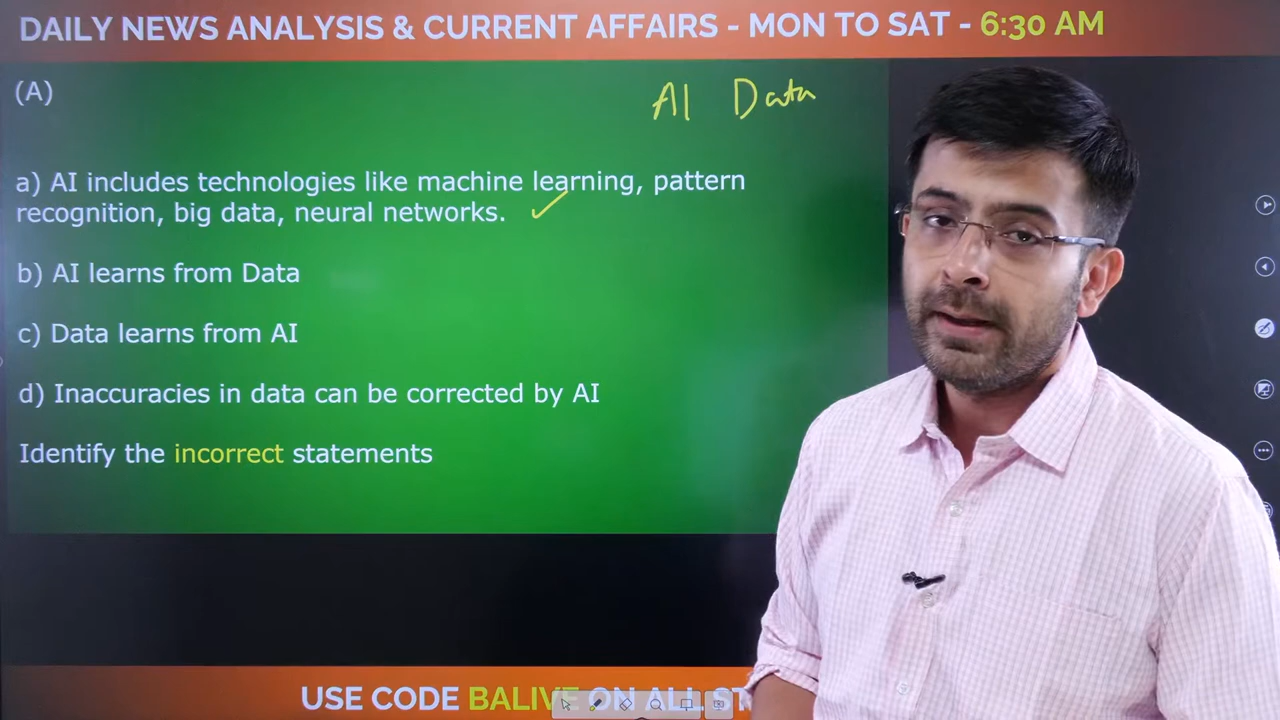 DAILY NEWS ANALYSIS & CURRENT AFFAIRS - MON TO SAT - 6:30 AM
(A)
AI Data
a) AI includes technologies like machine learning, pattern
recognition, big data, neural networks.
b) AI learns from Data
c) Data learns from AI
d) Inaccuracies in data can be corrected by AI
Identify the incorrect statements
USE CODE BALIVE ON ALL